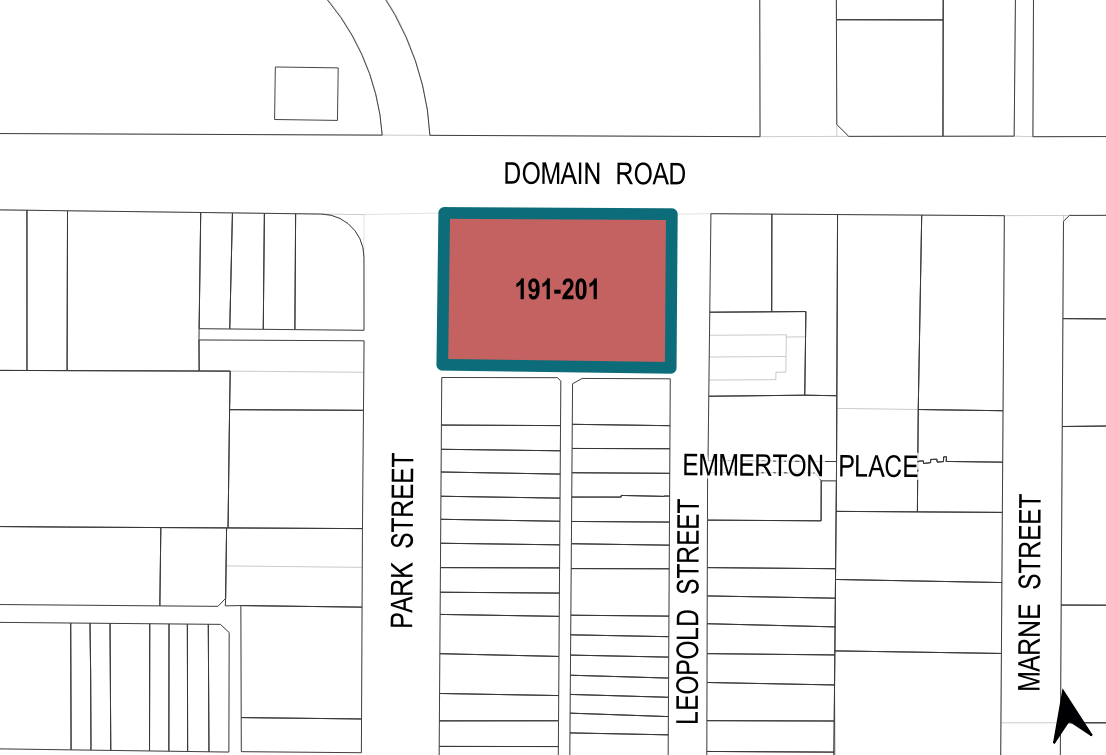 DOMAIN ROAD
191-201
EMMERTON PLACE
PARK STREET
LEOPOLD STREET
MARNE STREET